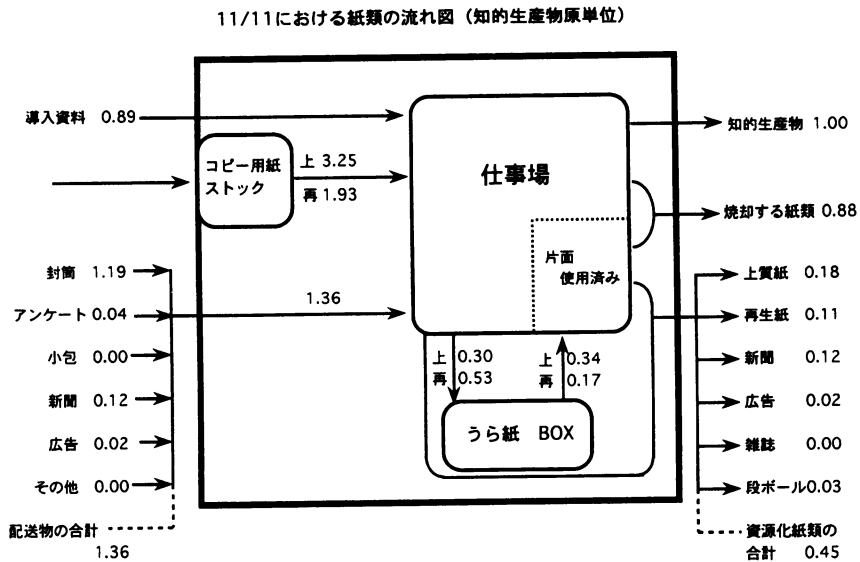 11/11における紙類の流れ図（知的生産物原単位）
導入資料 0.89
コピー用紙
ストック
上 3.25
再 1.93
仕事場
知的生産物 1.00
焼却する紙類 0.88
片面
使用済み
封筒 1.19
アンケート 0.04
小包 0.00
新聞 0.12
広告 0.02
その他 0.00
配送物の合計
1.36
1.36
上 0.30
再 0.53
上 0.34
再 0.17
うら紙 BOX
上質紙 0.18
再生紙 0.11
新聞 0.12
広告 0.02
雑誌 0.00
段ボール0.03
資源化紙類の
合計 0.45